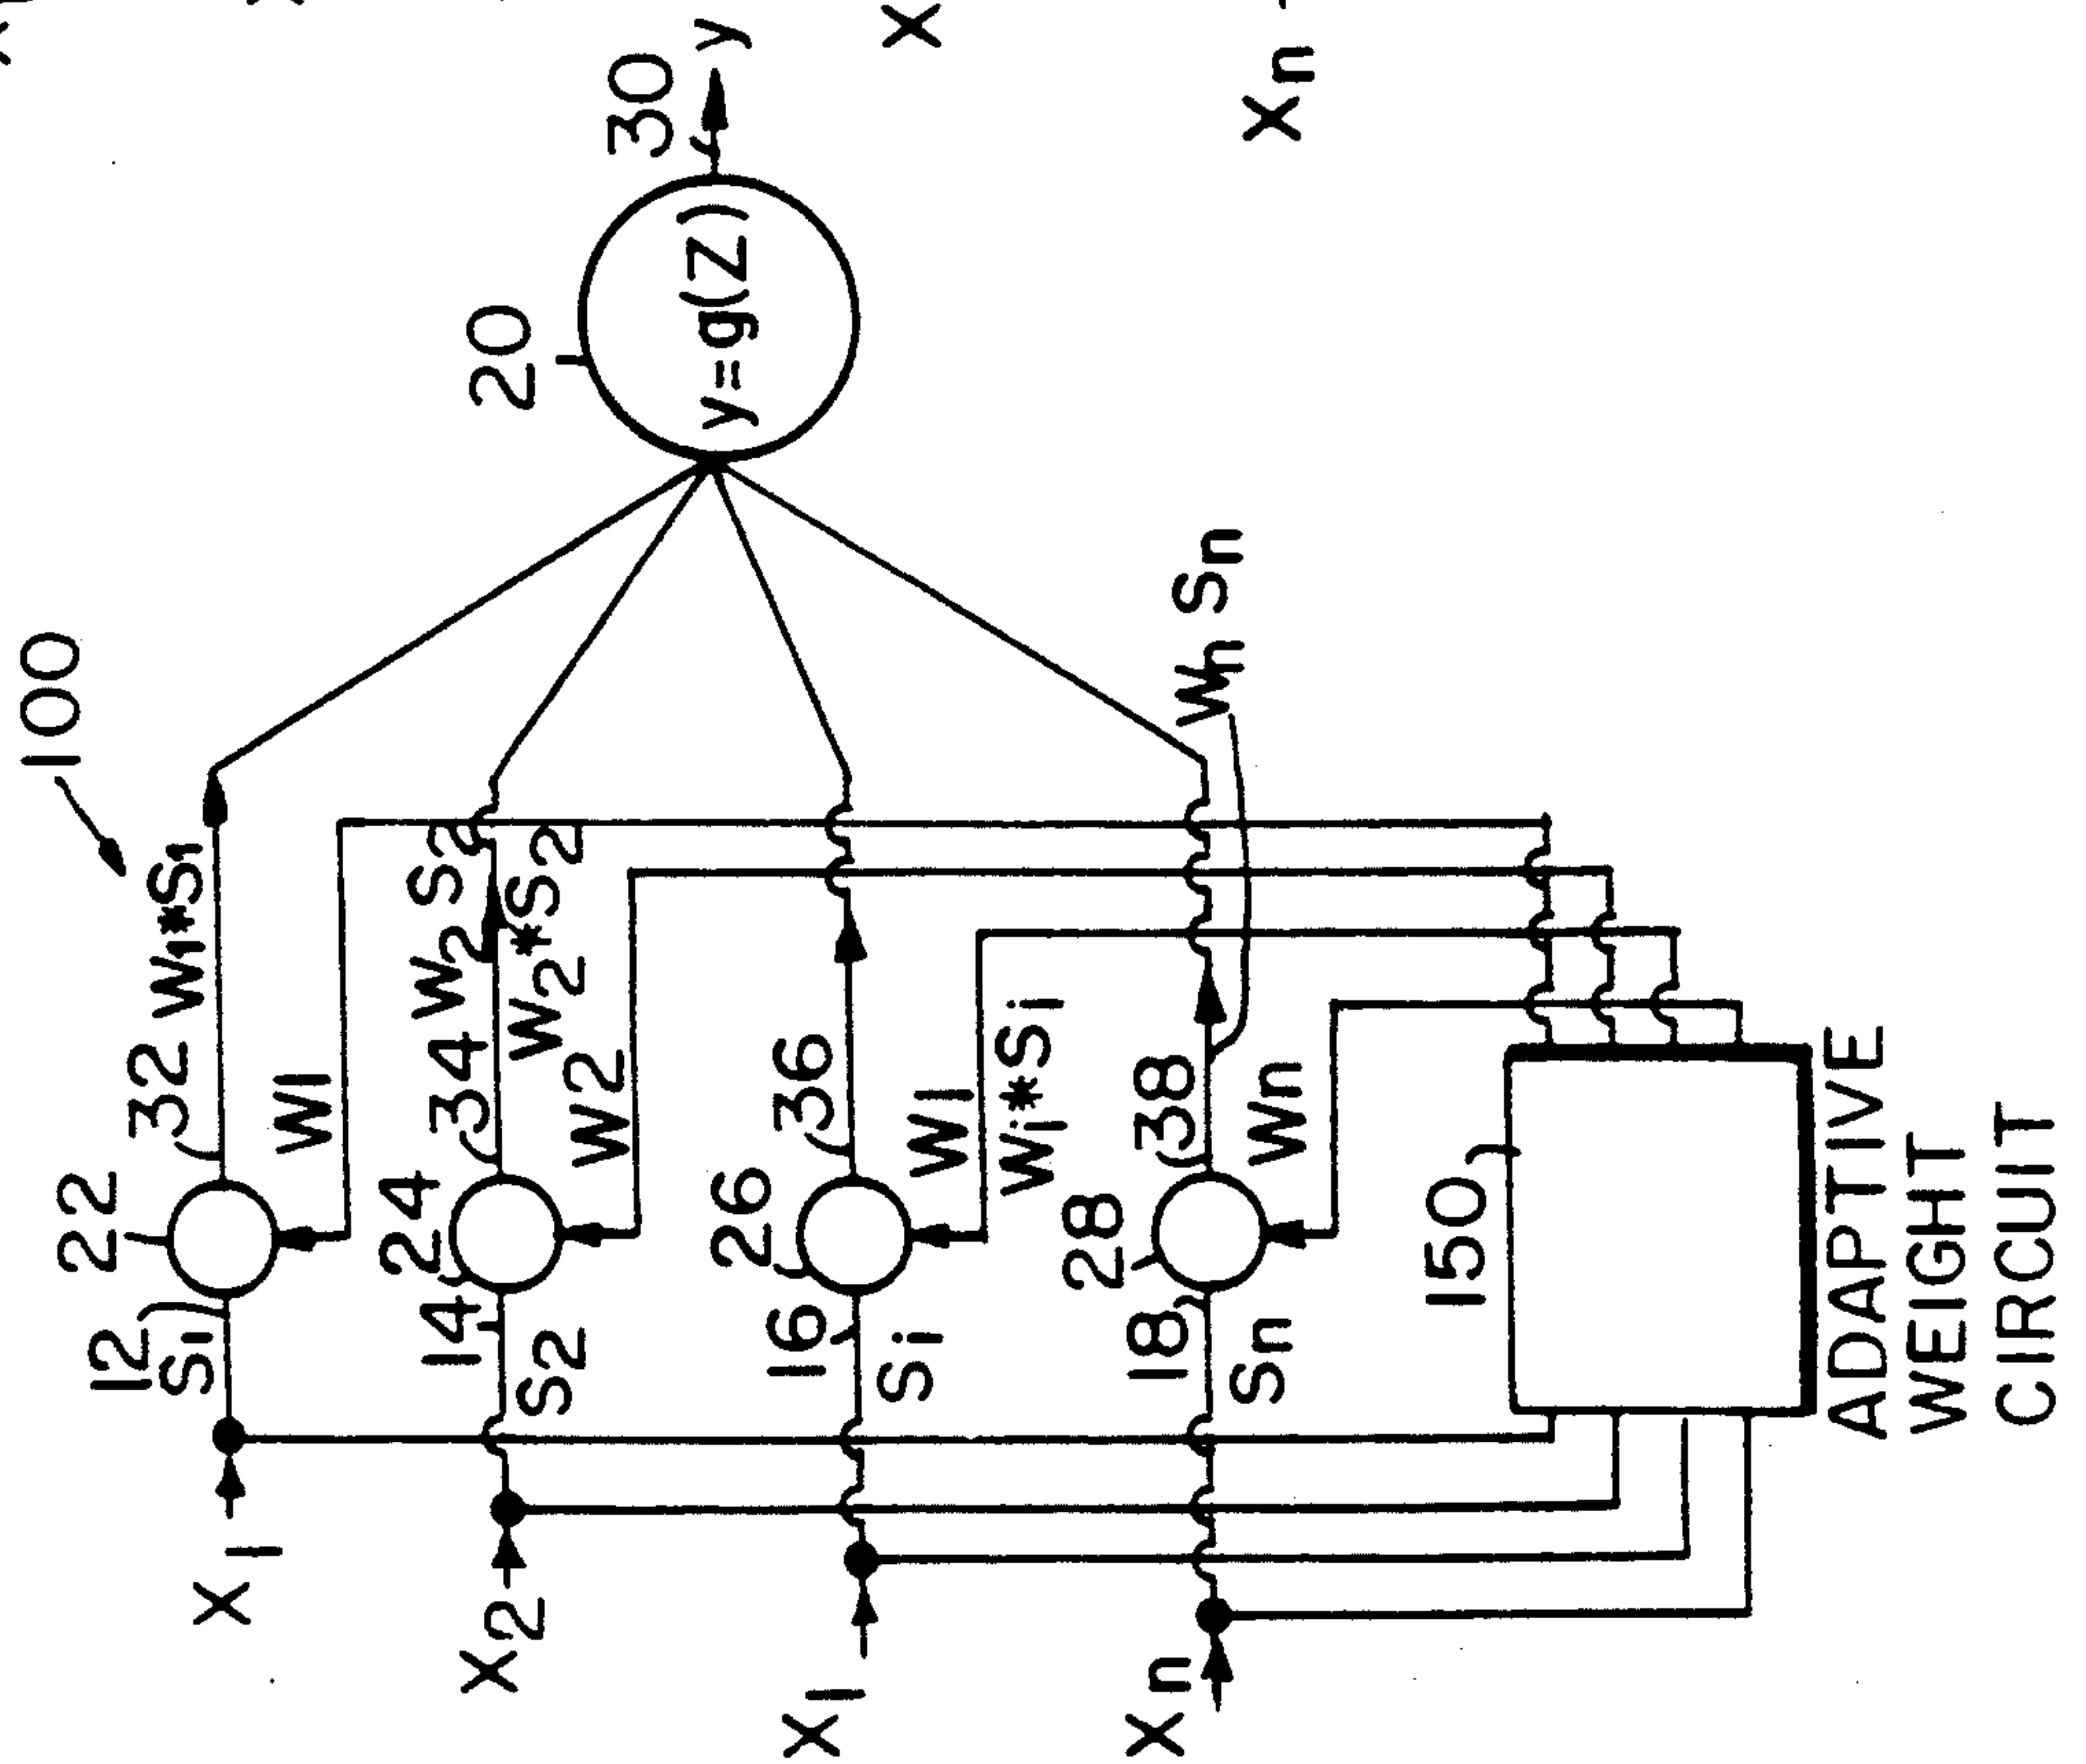 100
22
12
S1
32
W1*S1
X1
W1
24
14
34
W2 S2
W2*S2
X2
S2
W2
20
y=g(Z)
30
y
26
16
36
XI
Si
WI
Wi*Si
28
18
38
Wn Sn
Xn
Sn
Wn
150
ADAPTIVE
WEIGHT
CIRCUIT
X
Xn